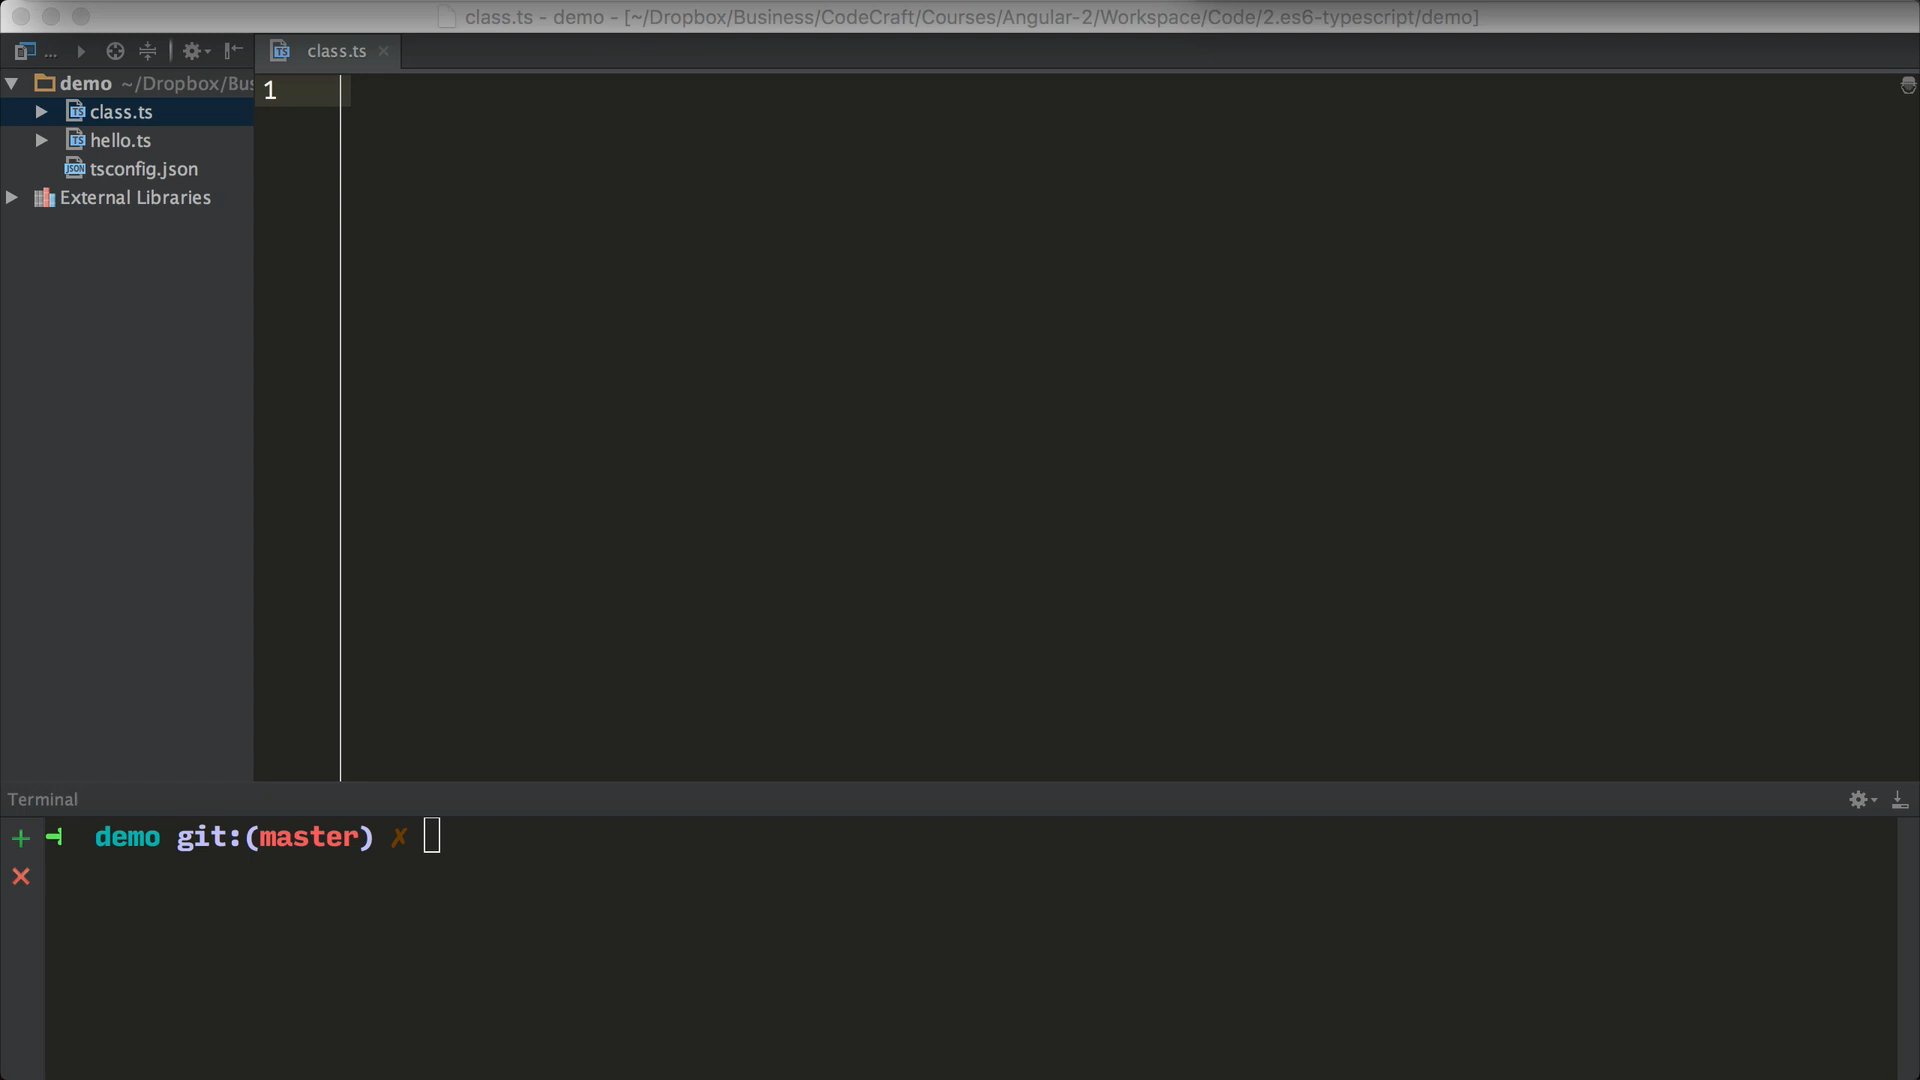 class.ts - demo - [~/Dropbox/Business/CodeCraft/Courses/Angular-2/Workspace/Code/2.es6-typescript/demo]
... class.ts
demo ~/Dropbox/Bus
1
class.ts
hello.ts
tsconfig.json
External Libraries
Terminal
demo git:(master) ✗